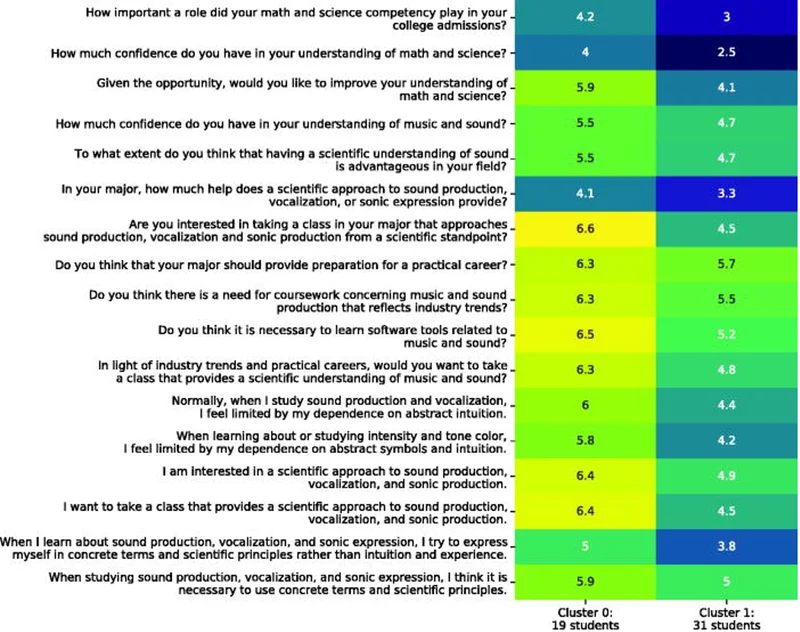 How important a role did your math and science competency play in your
college admissions?
4.2 3
How much confidence do you have in your understanding of math and science?
4 2.5
Given the opportunity, would you like to improve your understanding of
math and science?
5.9 4.1
How much confidence do you have in your understanding of music and sound?
5.5 4.7
To what extent do you think that having a scientific understanding of sound
is advantageous in your field?
5.5 4.7
In your major, how much help does a scientific approach to sound production,
vocalization, or sonic expression provide?
4.1 3.3
Are you interested in taking a class in your major that approaches
sound production, vocalization and sonic production from a scientific standpoint?
6.6 4.5
Do you think that your major should provide preparation for a practical career?
6.3 5.7
Do you think there is a need for coursework concerning music and sound
production that reflects industry trends?
6.3 5.5
Do you think it is necessary to learn software tools related to
music and sound?
6.5 5.2
In light of industry trends and practical careers, would you want to take
a class that provides a scientific understanding of music and sound?
6.3 4.8
Normally, when I study sound production and vocalization,
I feel limited by my dependence on abstract intuition.
6 4.4
When learning about or studying intensity and tone color,
I feel limited by my dependence on abstract symbols and intuition.
5.8 4.2
I am interested in a scientific approach to sound production,
vocalization, and sonic production.
6.4 4.9
I want to take a class that provides a scientific approach to sound production,
vocalization, and sonic production.
6.4 4.5
When I learn about sound production, vocalization, and sonic expression, I try to express
myself in concrete terms and scientific principles rather than intuition and experience.
5 3.8
When studying sound production, vocalization, and sonic expression, I think it is
necessary to use concrete terms and scientific principles.
5.9 5
Cluster 0: Cluster 1:
19 students 31 students